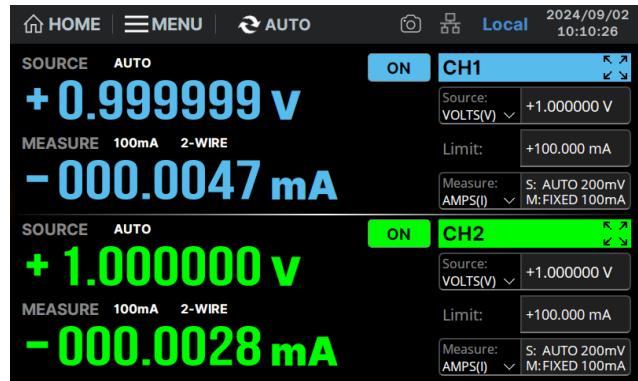 HOME MENU AUTO Local 2024/09/02
10:10:26
SOURCE AUTO ON CH1
+0.999999 V
Source:
VOLTS(V) +1.000000 V
MEASURE 100mA 2-WIRE
Limit: +100.000 mA
-000.0047 mA
Measure: S: AUTO 200mV
AMPS(I) M:FIXED 100mA
SOURCE AUTO ON CH2
+1.000000 V
Source:
VOLTS(V) +1.000000 V
MEASURE 100mA 2-WIRE
Limit: +100.000 mA
-000.0028 mA
Measure: S: AUTO 200mV
AMPS(I) M:FIXED 100mA